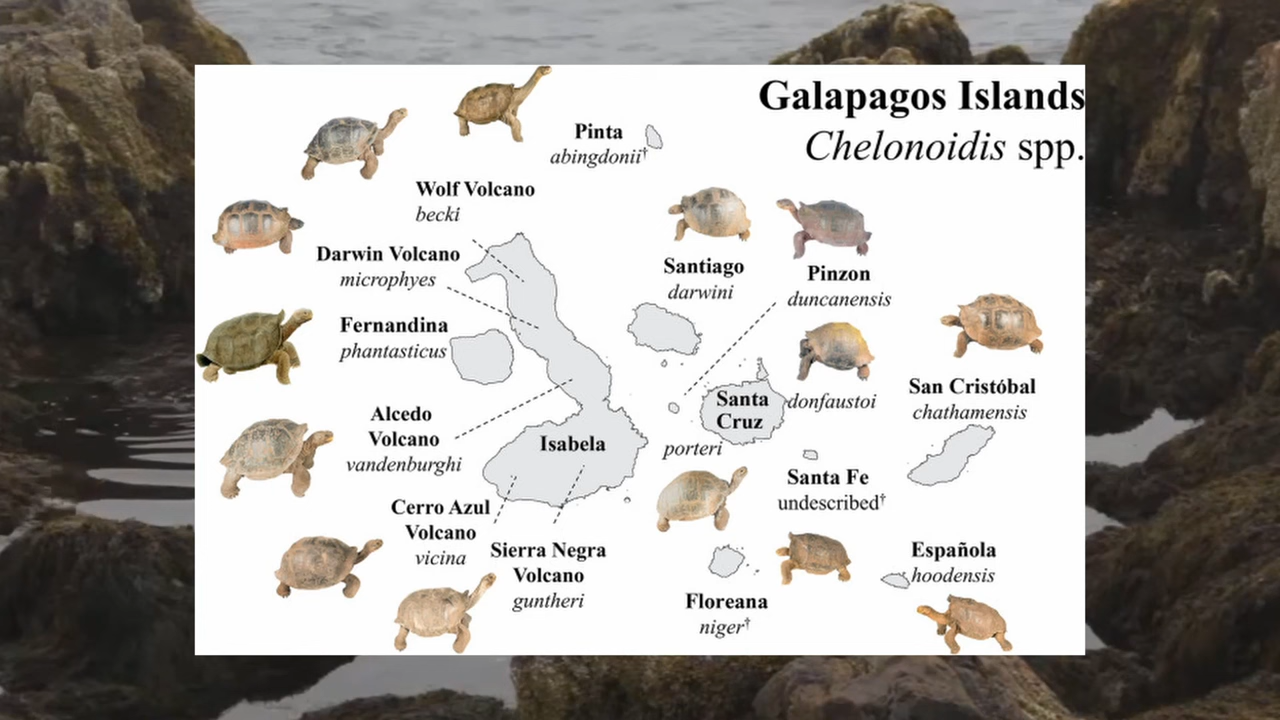 Galapagos Islands
Chelonoidis spp.
Pinta
abingdonii†
Wolf Volcano
becki
Darwin Volcano
microphyes
Santiago
darwini
Pinzon
duncanensis
Fernandina
phantasticus
San Cristóbal
chathamensis
Santa
Cruz
donfaustoi
porteri
Alcedo
Volcano
vandenburghi
Isabela
Santa Fe
undescribed†
Cerro Azul
Volcano
vicina
Sierra Negra
Volcano
guntheri
Española
hoodensis
Floreana
niger†